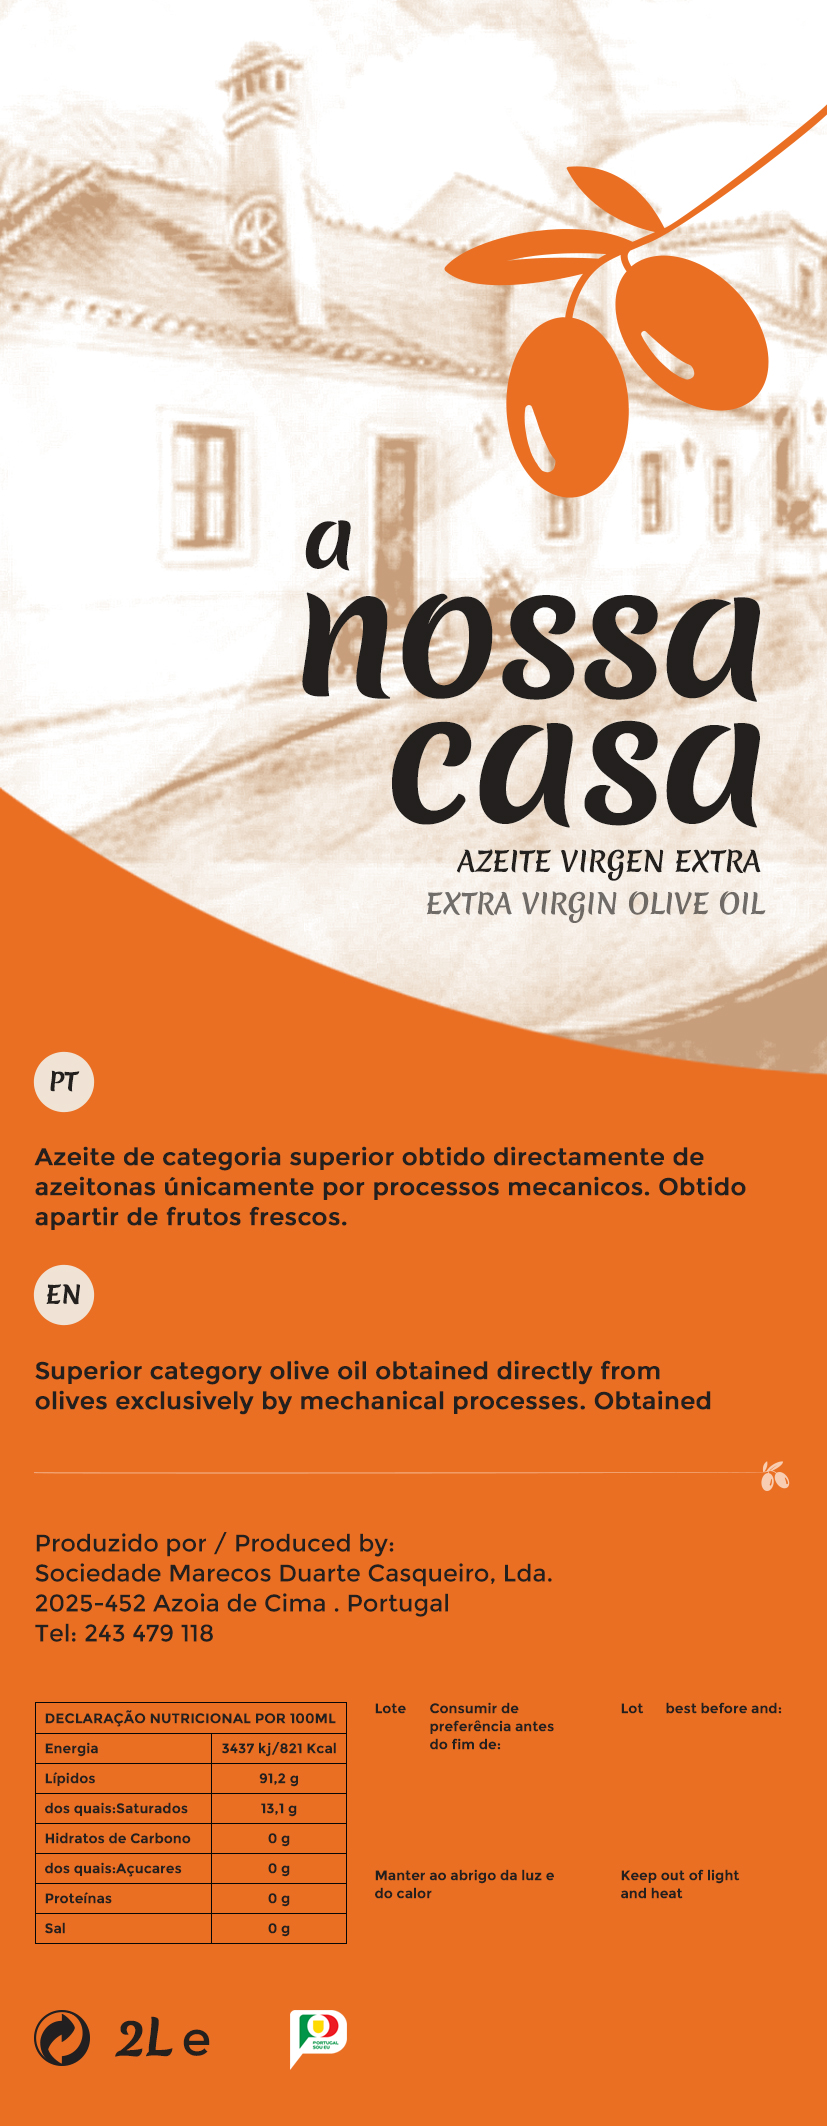 AR
a
nossa
casa
AZEITE VIRGEN EXTRA
EXTRA VIRGIN OLIVE OIL
PT
Azeite de categoria superior obtido directamente de
azeitonas únicamente por processos mecanicos. Obtido
apartir de frutos frescos.
EN
Superior category olive oil obtained directly from
olives exclusively by mechanical processes. Obtained
Produzido por / Produced by:
Sociedade Marecos Duarte Casqueiro, Lda.
2025-452 Azoia de Cima . Portugal
Tel: 243 479 118
DECLARAÇÃO NUTRICIONAL POR 100ML
Energia 3437 kj/821 Kcal
Lípidos 91,2 g
dos quais:Saturados 13,1 g
Hidratos de Carbono 0 g
dos quais:Açucares 0 g
Proteínas 0 g
Sal 0 g
Lote
Consumir de
preferência antes
do fim de:
Lot
best before and:
Manter ao abrigo da luz e
do calor
Keep out of light
and heat
2L e
PORTUGAL
SOU EU